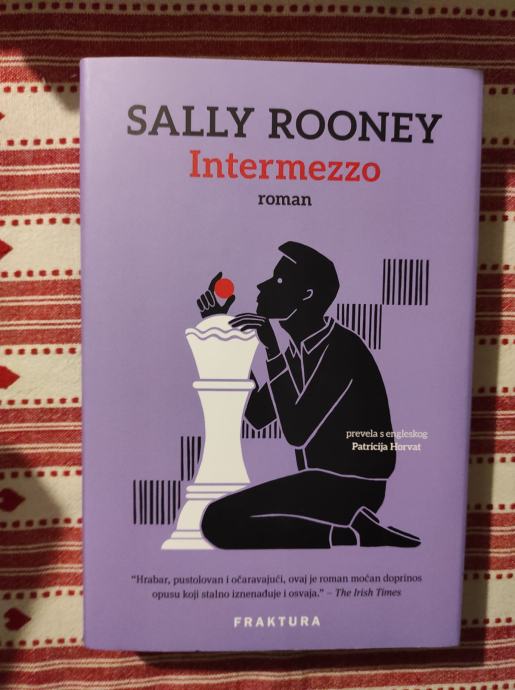 SALLY ROONEY
Intermezzo
roman
prevela s engleskog
Patricija Horvat
“Hrabar, pustolovan i očaravajući, ovaj je roman moćan doprinos
opusu koji stalno iznenađuje i osvaja.” – The Irish Times
FRAKTURA